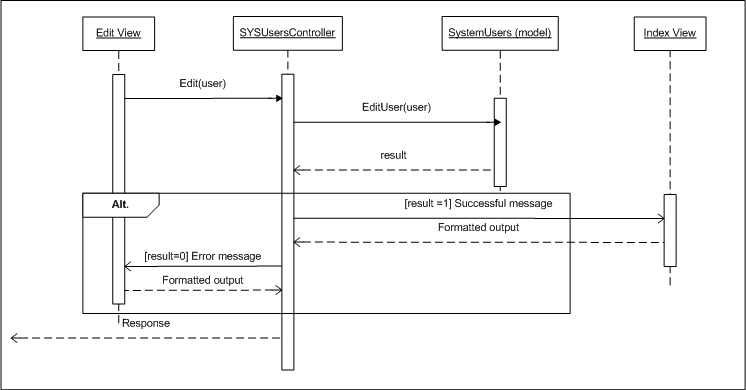 Edit View
SYSUsersController
SystemUsers (model)
Index View
Edit(user)
EditUser(user)
result
Alt.
[result =1] Successful message
Formatted output
[result=0] Error message
Formatted output
Response